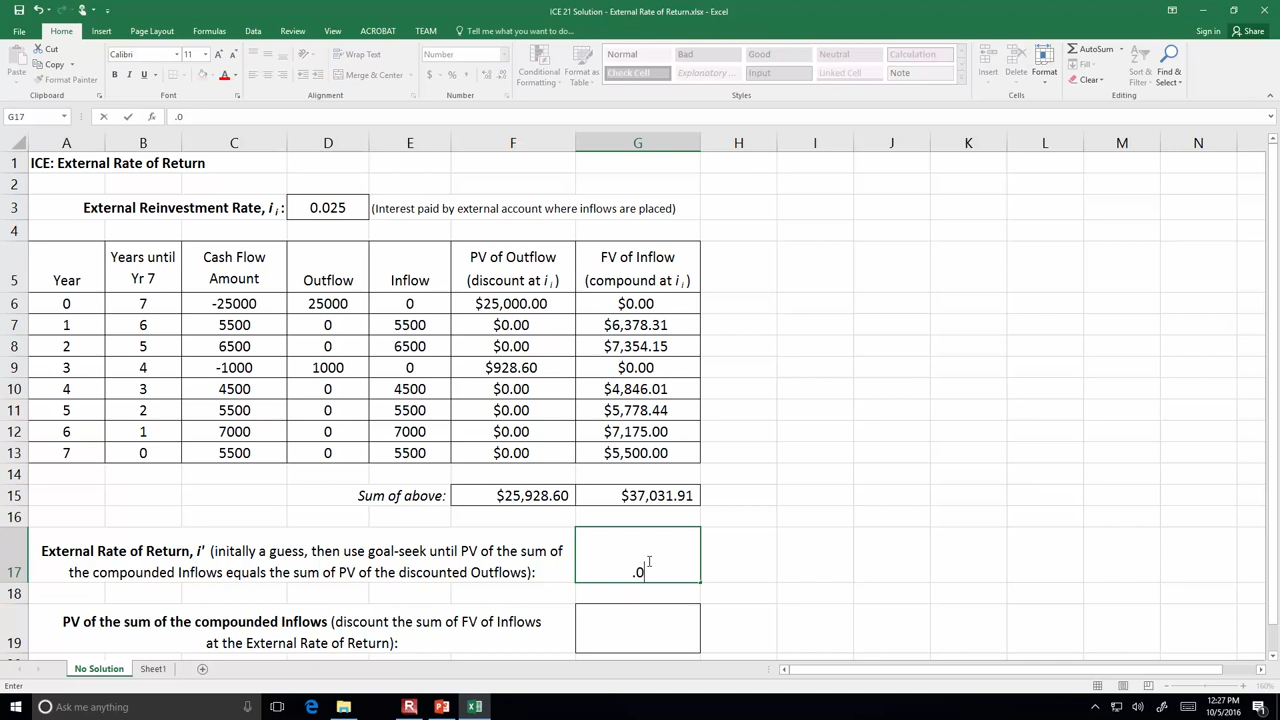 ICE 21 Solution - External Rate of Return.xlsx - Excel
File Home Insert Page Layout Formulas Data Review View ACROBAT TEAM Tell me what you want to do... Sign in Share
Cut
Copy
Format Painter
Paste
Calibri 11
B I U
Wrap Text
Merge & Center
Number
$ % ,
Conditional Formatting
Format as Table
Normal Bad Good Neutral Calculation
Check Cell Explanatory ... Input Linked Cell Note
Insert Delete Format
AutoSum
Fill
Clear
Sort & Filter
Find & Select
Clipboard Font Alignment Number Styles Cells Editing
G17 fx .0
A B C D E F G H I J K L M N
1 ICE: External Rate of Return
2
3 External Reinvestment Rate, i i : 0.025 (Interest paid by external account where inflows are placed)
4
Years until Cash Flow PV of Outflow FV of Inflow
5 Year Yr 7 Amount Outflow Inflow (discount at i i ) (compound at i i )
6 0 7 -25000 25000 0 $25,000.00 $0.00
7 1 6 5500 0 5500 $0.00 $6,378.31
8 2 5 6500 0 6500 $0.00 $7,354.15
9 3 4 -1000 1000 0 $928.60 $0.00
10 4 3 4500 0 4500 $0.00 $4,846.01
11 5 2 5500 0 5500 $0.00 $5,778.44
12 6 1 7000 0 7000 $0.00 $7,175.00
13 7 0 5500 0 5500 $0.00 $5,500.00
14
15 Sum of above: $25,928.60 $37,031.91
16
External Rate of Return, i' (initally a guess, then use goal-seek until PV of the sum of
17 the compounded Inflows equals the sum of PV of the discounted Outflows): .0
18
PV of the sum of the compounded Inflows (discount the sum of FV of Inflows
19 at the External Rate of Return):
No Solution Sheet1
Enter 160%
Ask me anything
12:27 PM
10/5/2016